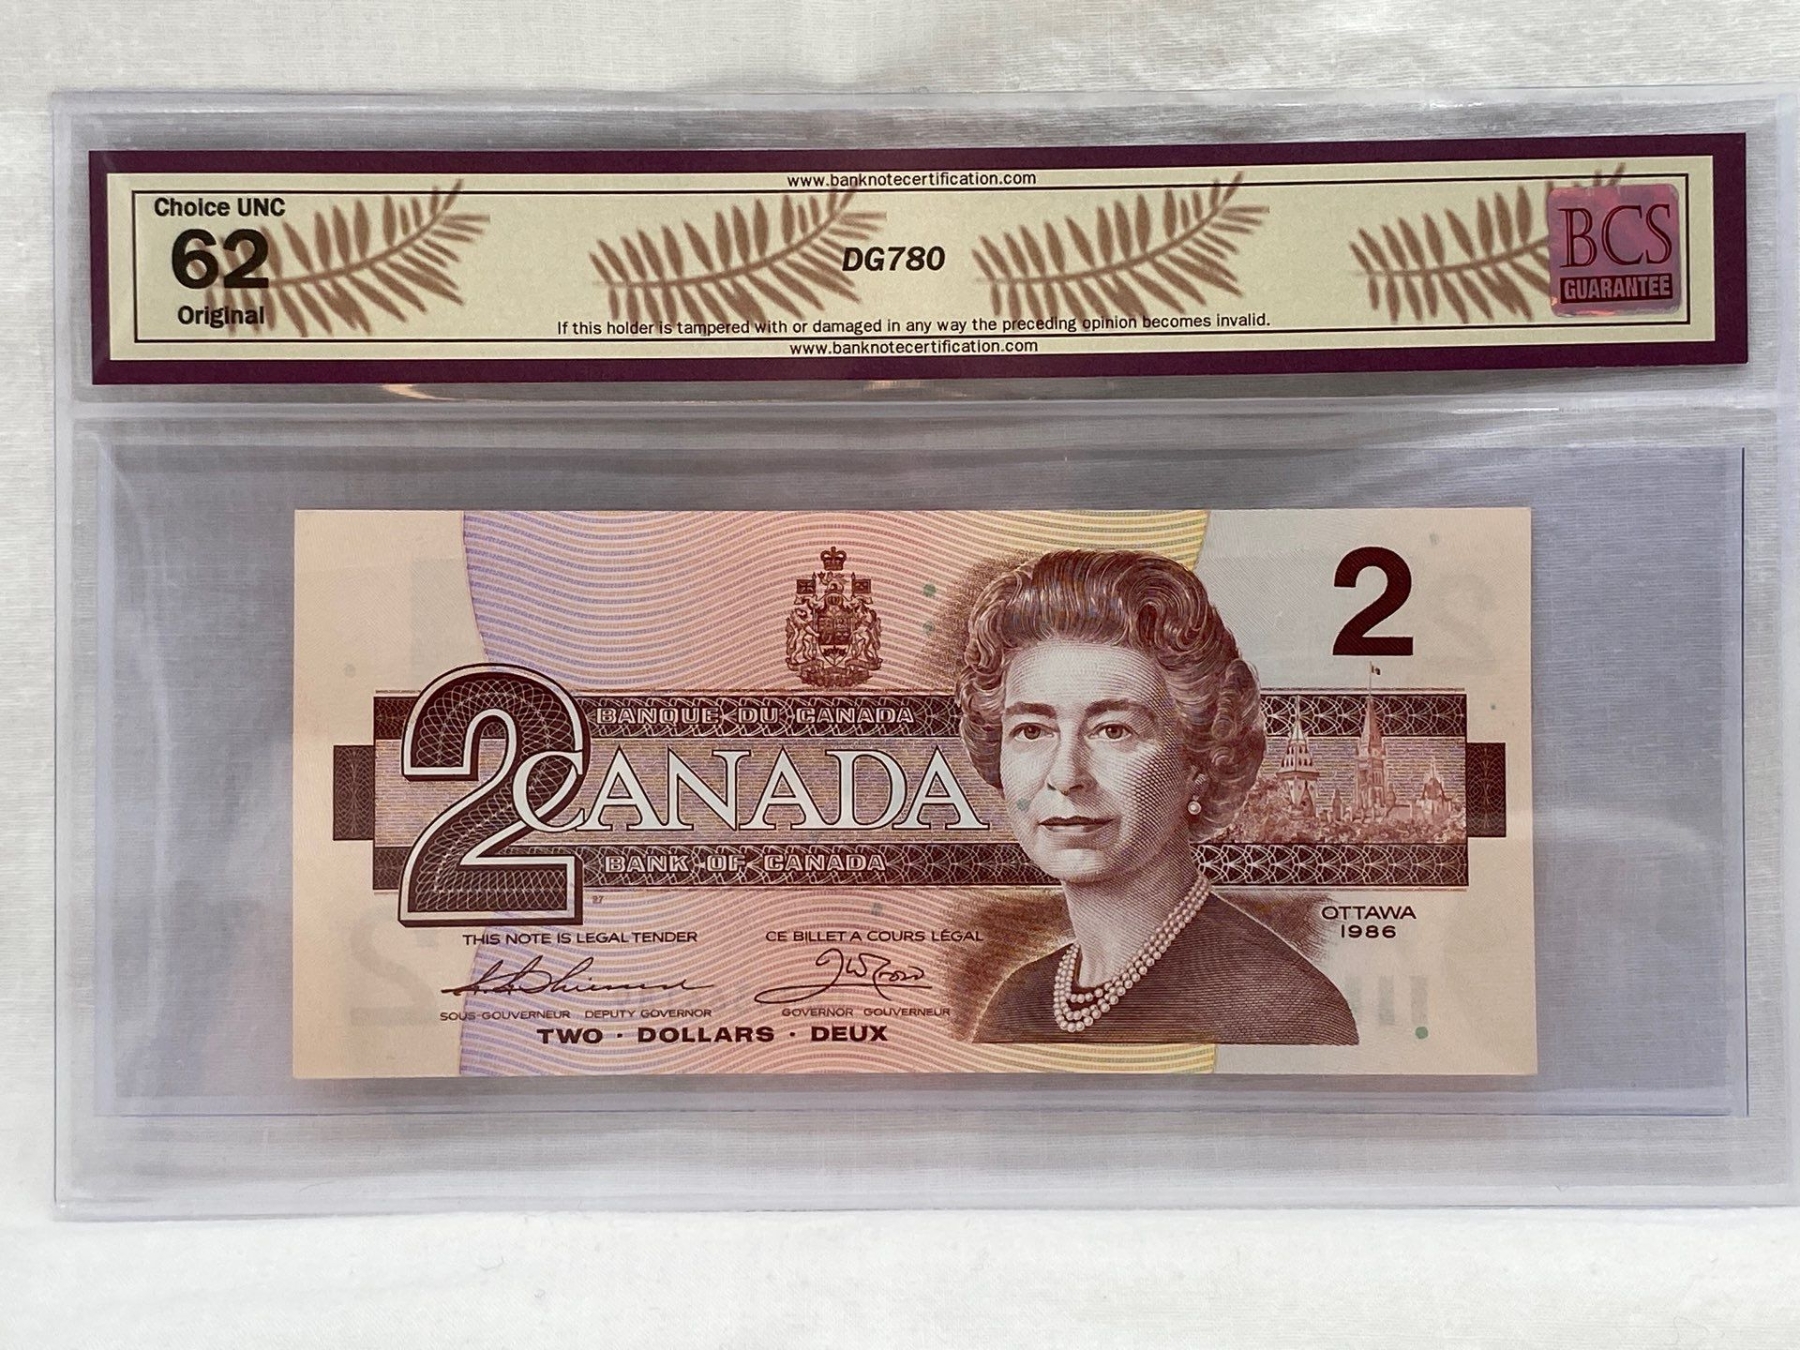 www.banknotecertification.com
Choice UNC
62
Original
DG780
BCS
GUARANTEE
If this holder is tampered with or damaged in any way the preceding opinion becomes invalid.
www.banknotecertification.com
2
2
BANQUE DU CANADA
CANADA
BANK OF CANADA
OTTAWA
1986
THIS NOTE IS LEGAL TENDER
CE BILLET A COURS LÉGAL
SOUS-GOUVERNEUR DEPUTY GOVERNOR
GOVERNOR GOUVERNEUR
TWO · DOLLARS · DEUX